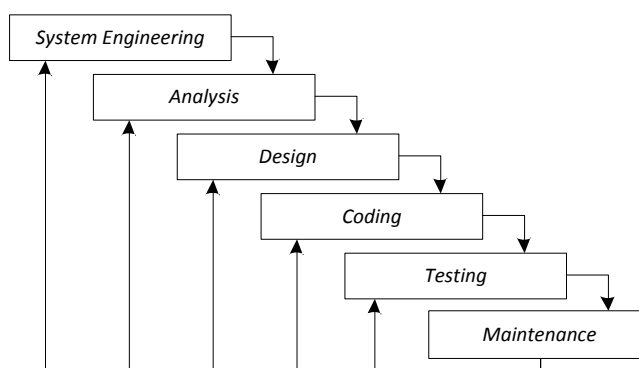 System Engineering
Analysis
Design
Coding
Testing
Maintenance